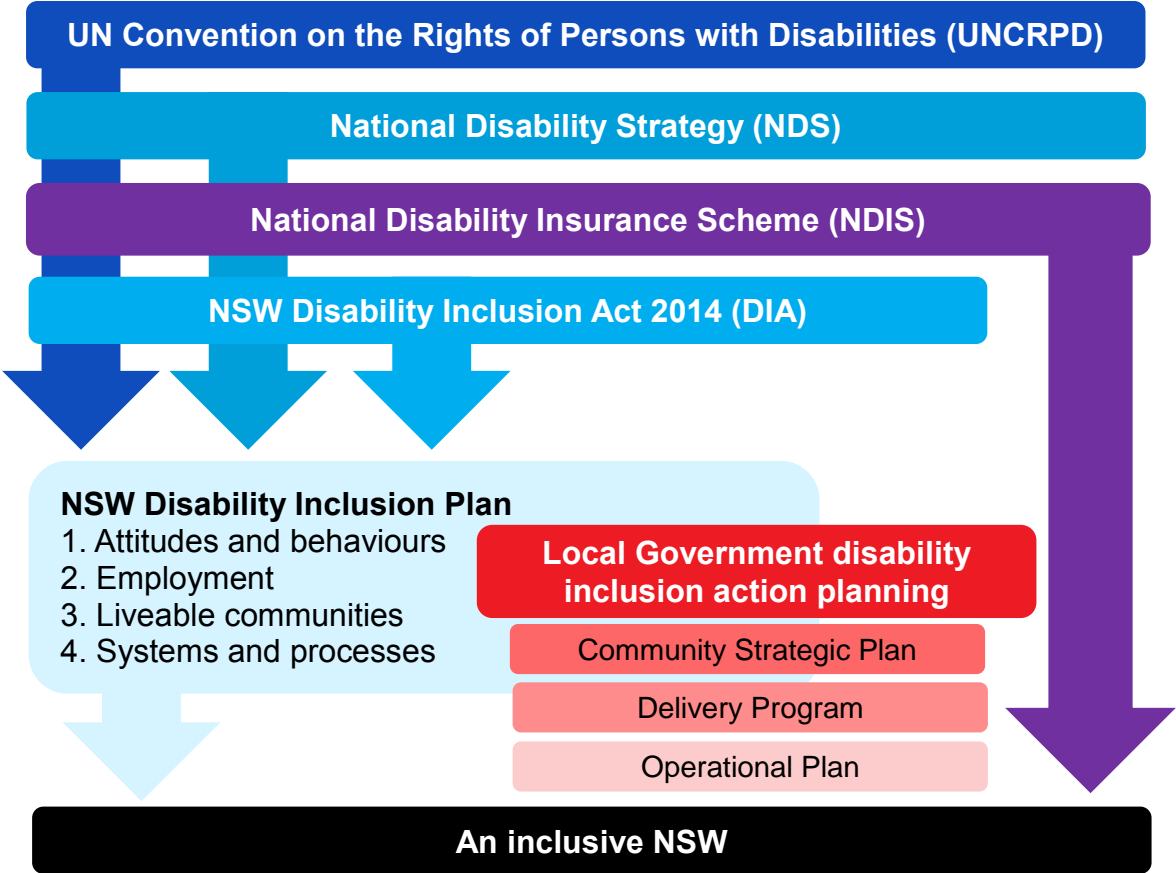 UN Convention on the Rights of Persons with Disabilities (UNCRPD)
National Disability Strategy (NDS)
National Disability Insurance Scheme (NDIS)
NSW Disability Inclusion Act 2014 (DIA)
NSW Disability Inclusion Plan
1. Attitudes and behaviours
2. Employment
3. Liveable communities
4. Systems and processes
Local Government disability
inclusion action planning
Community Strategic Plan
Delivery Program
Operational Plan
An inclusive NSW